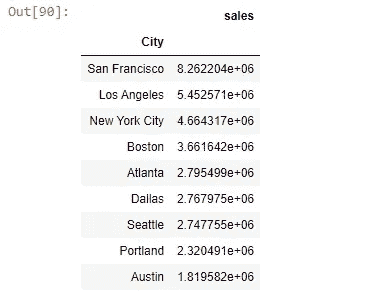 Out[90]:
sales
City
San Francisco 8.262204e+06
Los Angeles 5.452571e+06
New York City 4.664317e+06
Boston 3.661642e+06
Atlanta 2.795499e+06
Dallas 2.767975e+06
Seattle 2.747755e+06
Portland 2.320491e+06
Austin 1.819582e+06